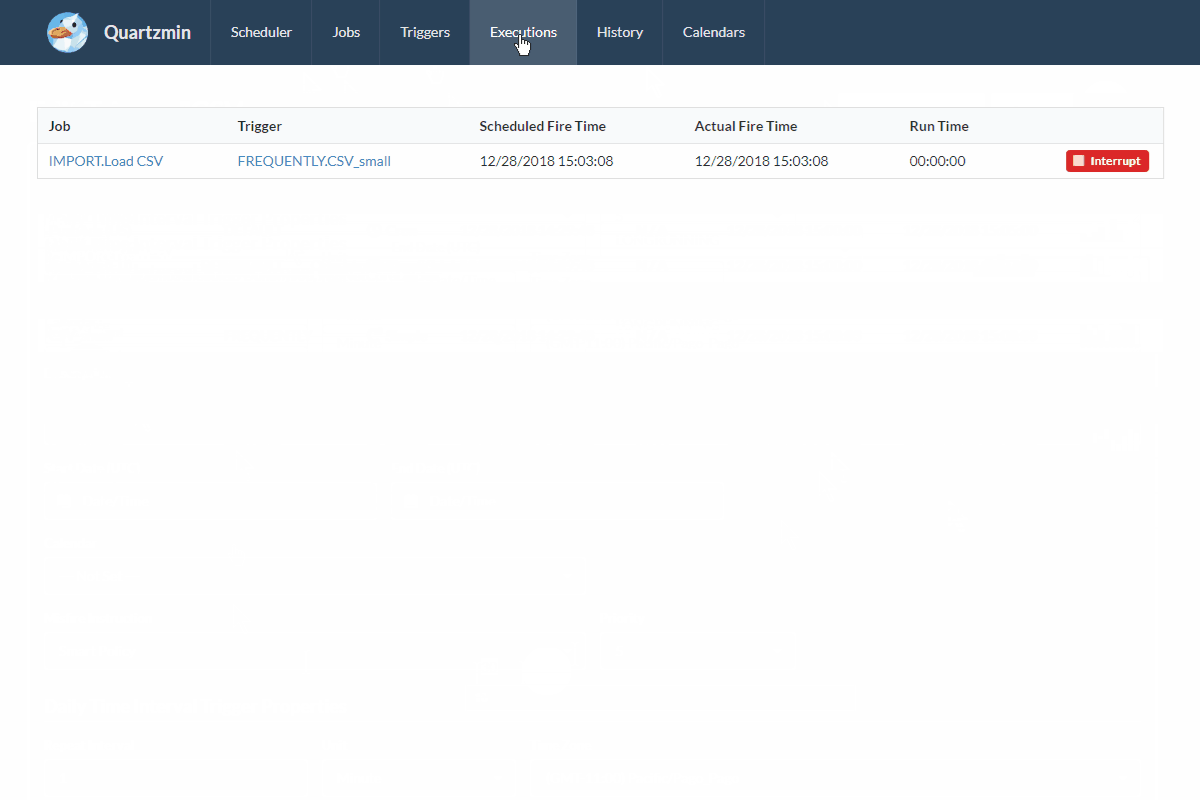 Quartzmin Scheduler Jobs Triggers Executions History Calendars
Job Trigger Scheduled Fire Time Actual Fire Time Run Time
IMPORT.Load CSV FREQUENTLY.CSV_small 12/28/2018 15:03:08 12/28/2018 15:03:08 00:00:00 Interrupt